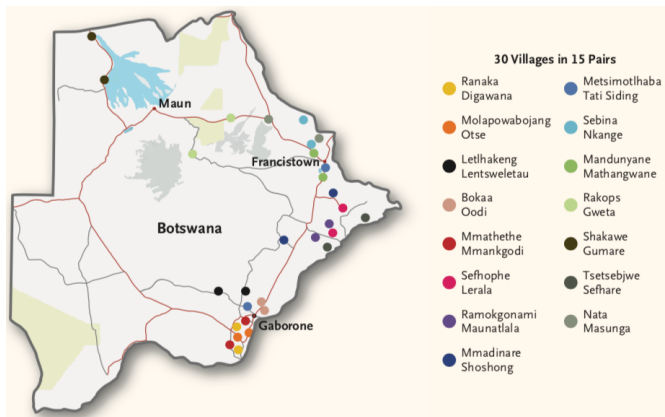 Maun
Francistown
Botswana
Gaborone
30 Villages in 15 Pairs
Ranaka
Digawana
Molapowabojang
Otse
Letlhakeng
Lentsweletau
Bokaa
Oodi
Mmathethe
Mmankgodi
Sefhophe
Lerala
Ramokgonami
Maunatlala
Mmadinare
Shoshong
Metsimotlhaba
Tati Siding
Sebina
Nkange
Mandunyane
Mathangwane
Rakops
Gweta
Shakawe
Gumare
Tsetsebjwe
Sefhare
Nata
Masunga